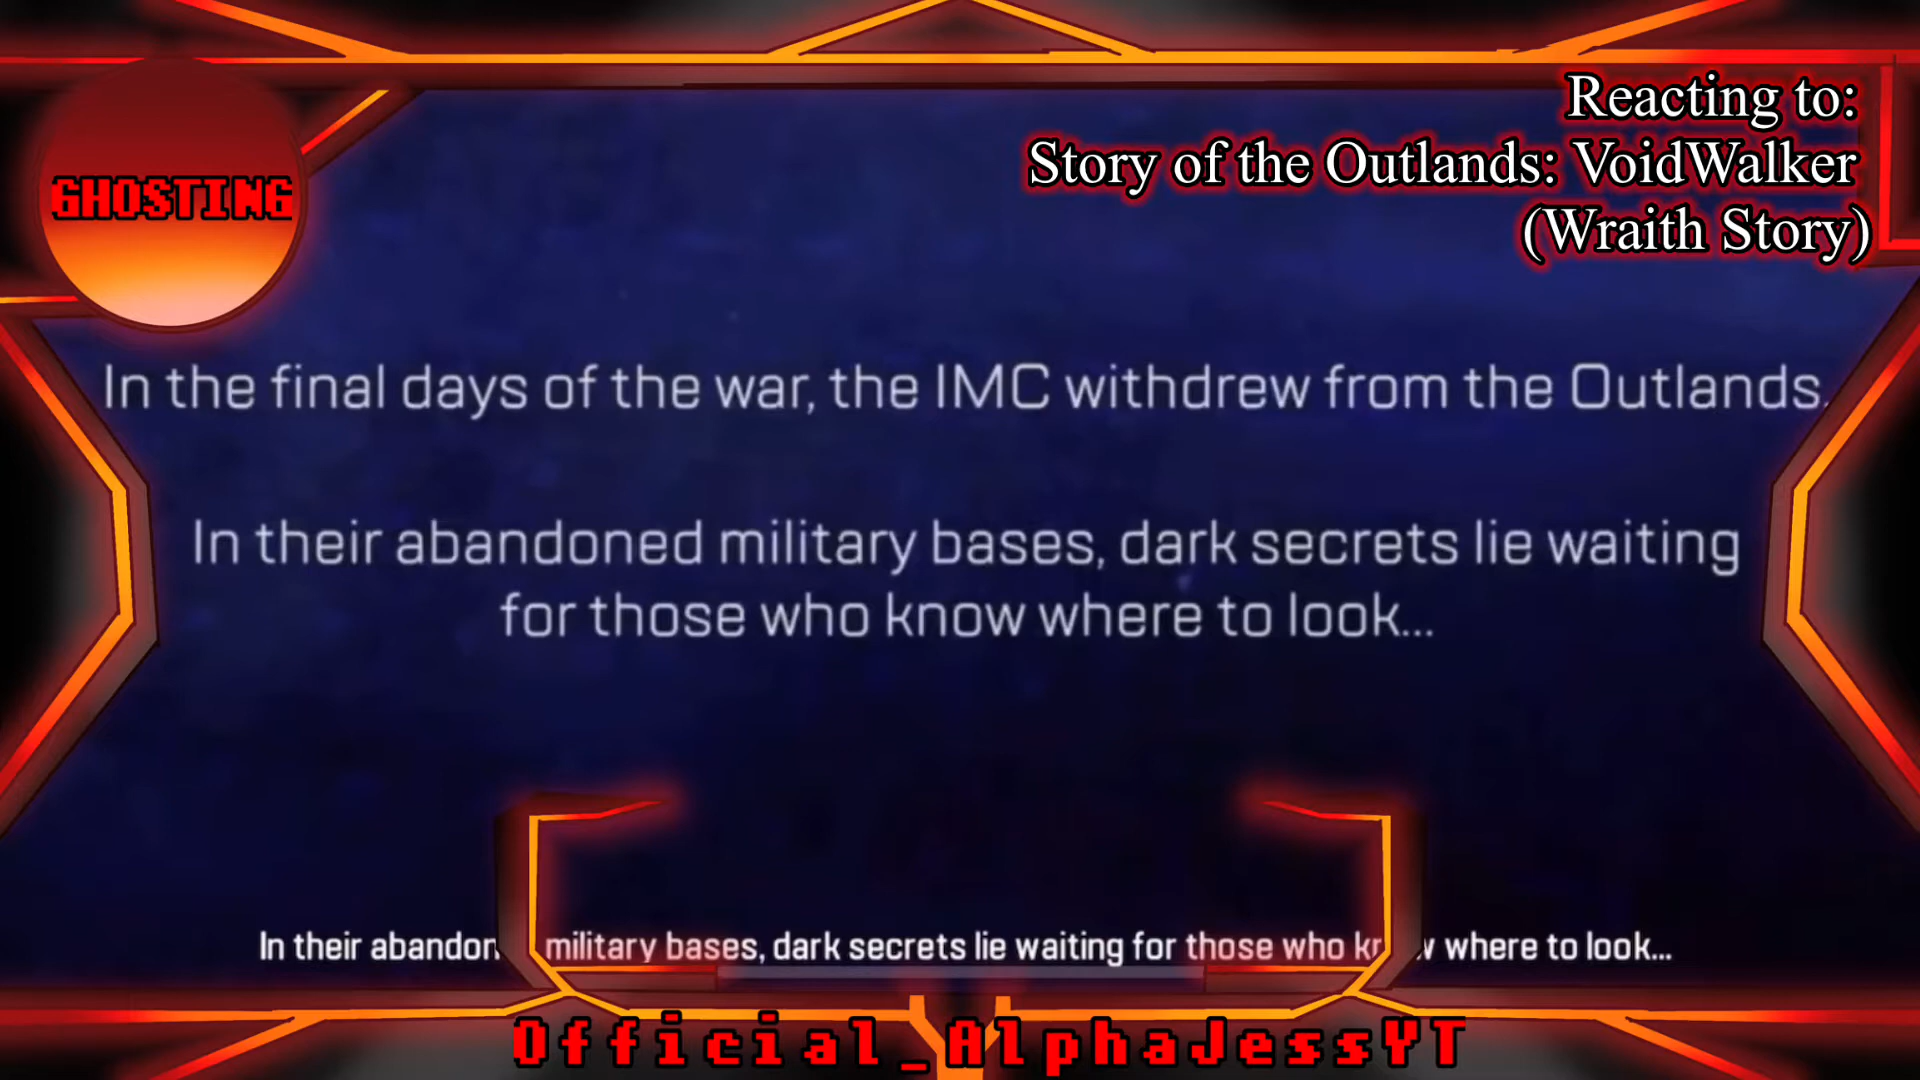 GHOSTING
Reacting to:
Story of the Outlands: VoidWalker
(Wraith Story)
In the final days of the war, the IMC withdrew from the Outlands.
In their abandoned military bases, dark secrets lie waiting
for those who know where to look...
In their abandon military bases, dark secrets lie waiting for those who kn w where to look...
Official_AlphaJessYT